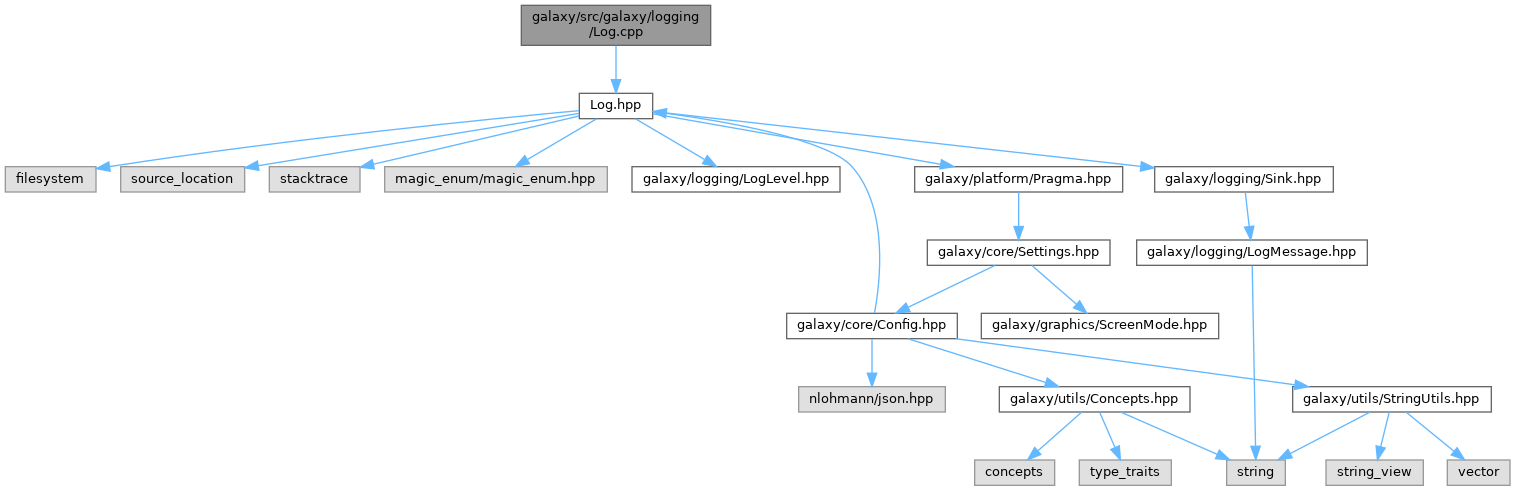 galaxy/src/galaxy/logging
/Log.cpp
Log.hpp
filesystem
source_location
stacktrace
magic_enum/magic_enum.hpp
galaxy/logging/LogLevel.hpp
galaxy/platform/Pragma.hpp
galaxy/logging/Sink.hpp
galaxy/core/Settings.hpp
galaxy/logging/LogMessage.hpp
galaxy/core/Config.hpp
galaxy/graphics/ScreenMode.hpp
nlohmann/json.hpp
galaxy/utils/Concepts.hpp
galaxy/utils/StringUtils.hpp
concepts
type_traits
string
string_view
vector